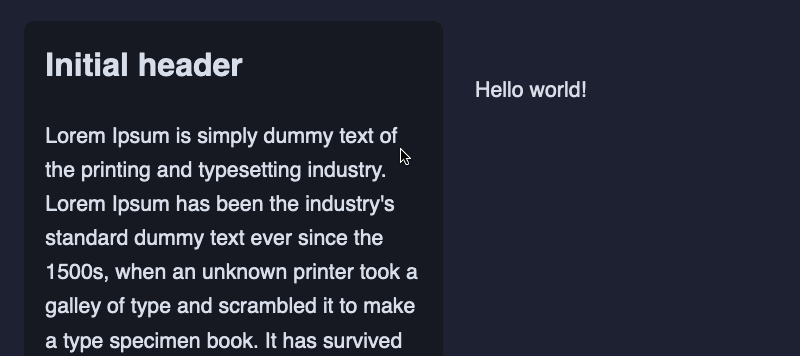 Initial header
Hello world!
Lorem Ipsum is simply dummy text of
the printing and typesetting industry.
Lorem Ipsum has been the industry's
standard dummy text ever since the
1500s, when an unknown printer took a
galley of type and scrambled it to make
a type specimen book. It has survived